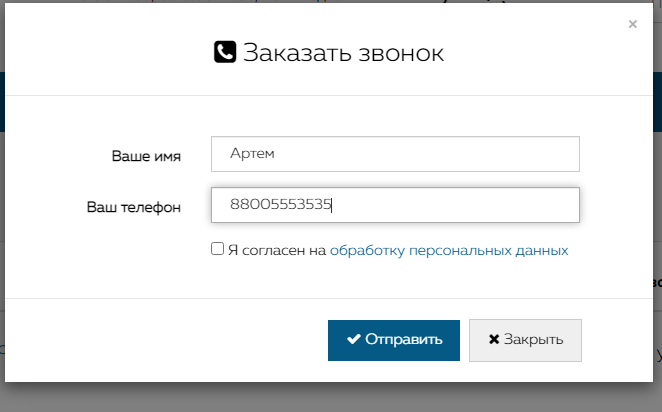 ×
Заказать звонок
Ваше имя
Артем
Ваш телефон
88005553535
Я согласен на обработку персональных данных
Отправить
Закрыть